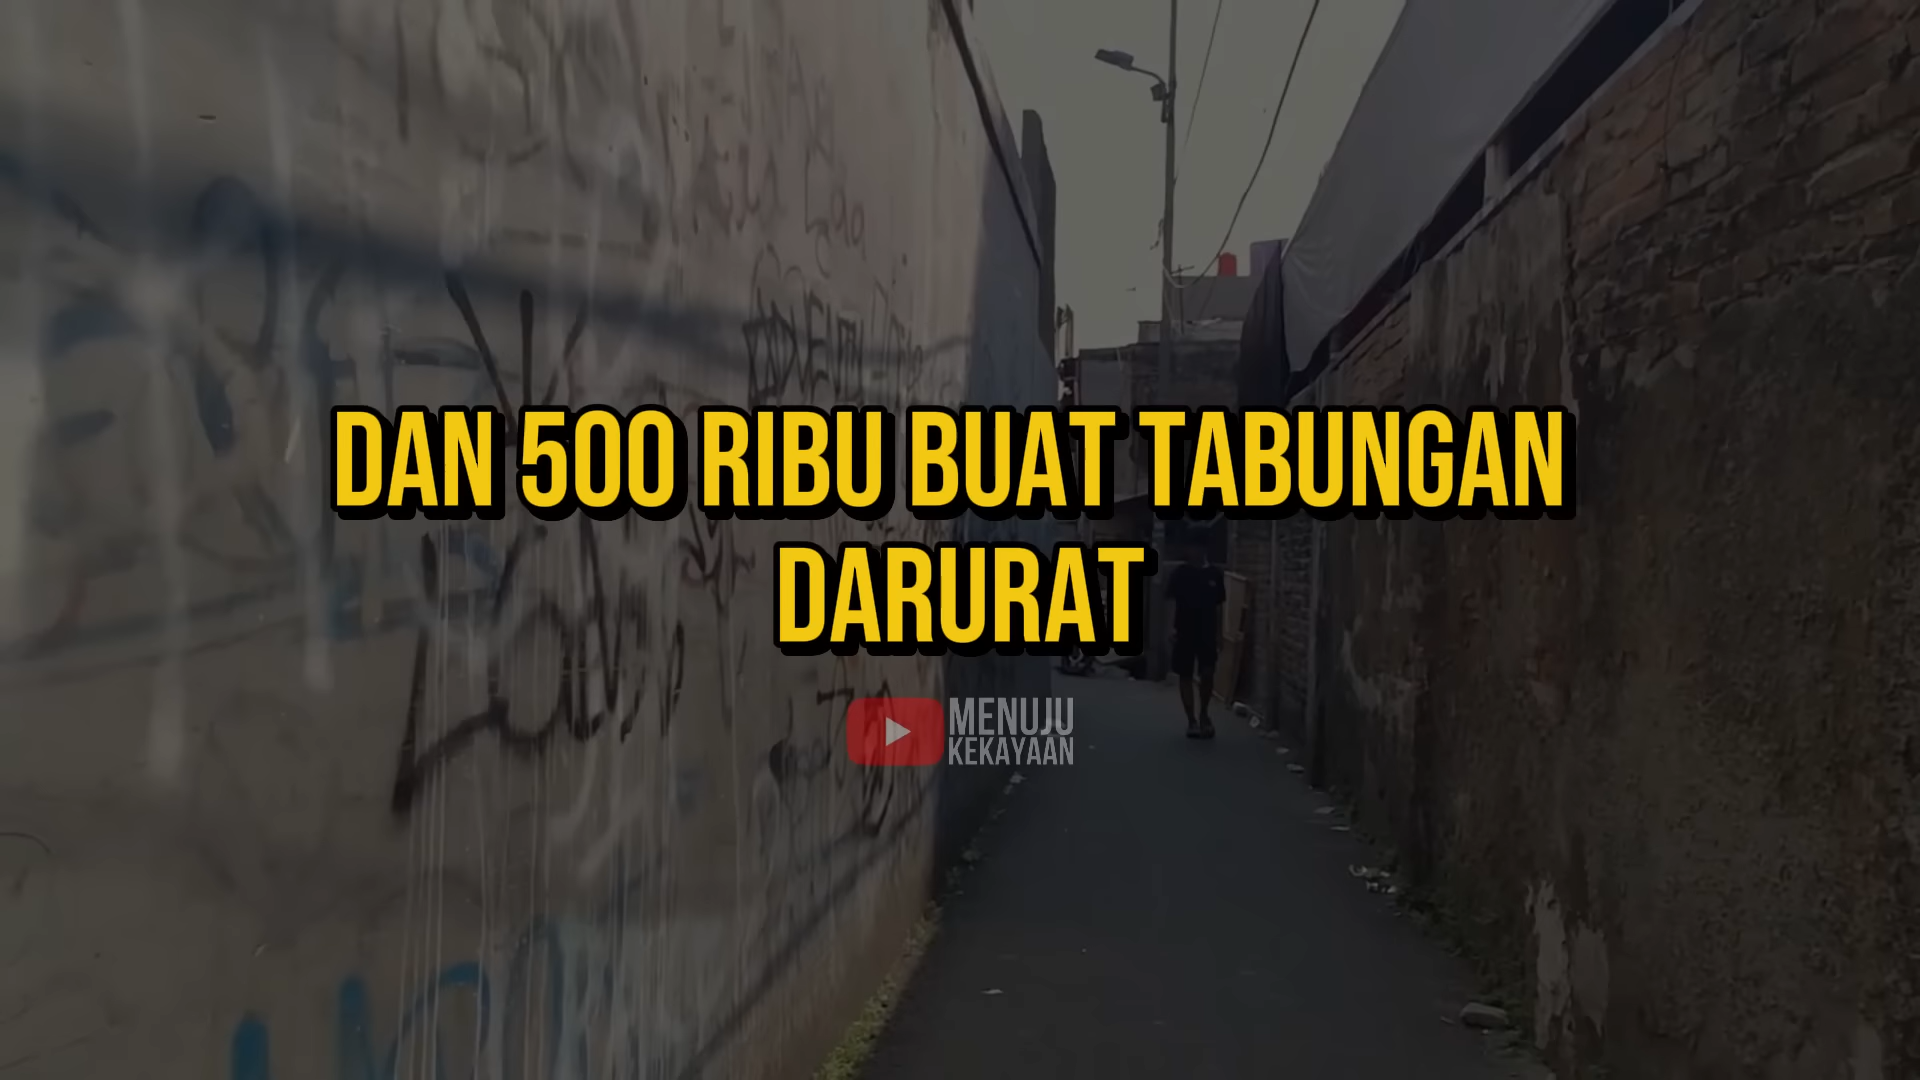 DAN 500 RIBU BUAT TABUNGAN
DARURAT
MENUJU
KEKAYAAN